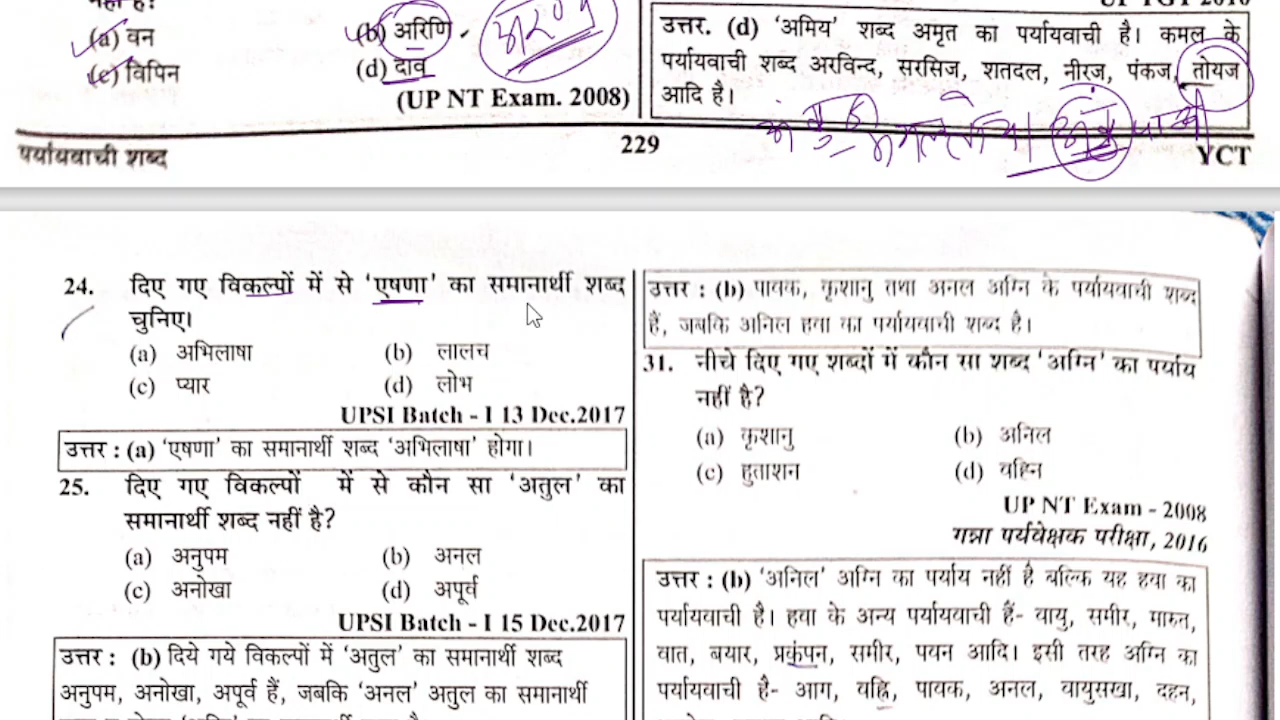 नहीं है?
(a) वन (b) अरिणि
(c) विपिन (d) दाव
(UP NT Exam. 2008)
UP TGT 2010
उत्तर. (d) ‘अमिय’ शब्द अमृत का पर्यायवाची है। कमल के
पर्यायवाची शब्द अरविन्द, सरसिज, शतदल, नीरज, पंकज, तोयज
आदि है।
पर्यायवाची शब्द 229 YCT
24. दिए गए विकल्पों में से ‘एषणा’ का समानार्थी शब्द
चुनिए।
(a) अभिलाषा (b) लालच
(c) प्यार (d) लोभ
UPSI Batch - I 13 Dec.2017
उत्तर : (a) ‘एषणा’ का समानार्थी शब्द ‘अभिलाषा’ होगा।
25. दिए गए विकल्पों में से कौन सा ‘अतुल’ का
समानार्थी शब्द नहीं है?
(a) अनुपम (b) अनल
(c) अनोखा (d) अपूर्व
UPSI Batch - I 15 Dec.2017
उत्तर : (b) दिये गये विकल्पों में ‘अतुल’ का समानार्थी शब्द
अनुपम, अनोखा, अपूर्व हैं, जबकि ‘अनल’ अतुल का समानार्थी
उत्तर : (b) पावक, कृशानु तथा अनल अग्नि के पर्यायवाची शब्द
हैं, जबकि अनिल हवा का पर्यायवाची शब्द है।
31. नीचे दिए गए शब्दों में कौन सा शब्द ‘अग्नि’ का पर्याय
नहीं है?
(a) कृशानु (b) अनिल
(c) हुताशन (d) वह्नि
UP NT Exam - 2008
गन्ना पर्यवेक्षक परीक्षा, 2016
उत्तर : (b) ‘अनिल’ अग्नि का पर्याय नहीं है बल्कि यह हवा का
पर्यायवाची है। हवा के अन्य पर्यायवाची हैं- वायु, समीर, मारुत,
वात, बयार, प्रकंपन, समीर, पवन आदि। इसी तरह अग्नि का
पर्यायवाची है- आग, वह्नि, पावक, अनल, वायुसखा, दहन,